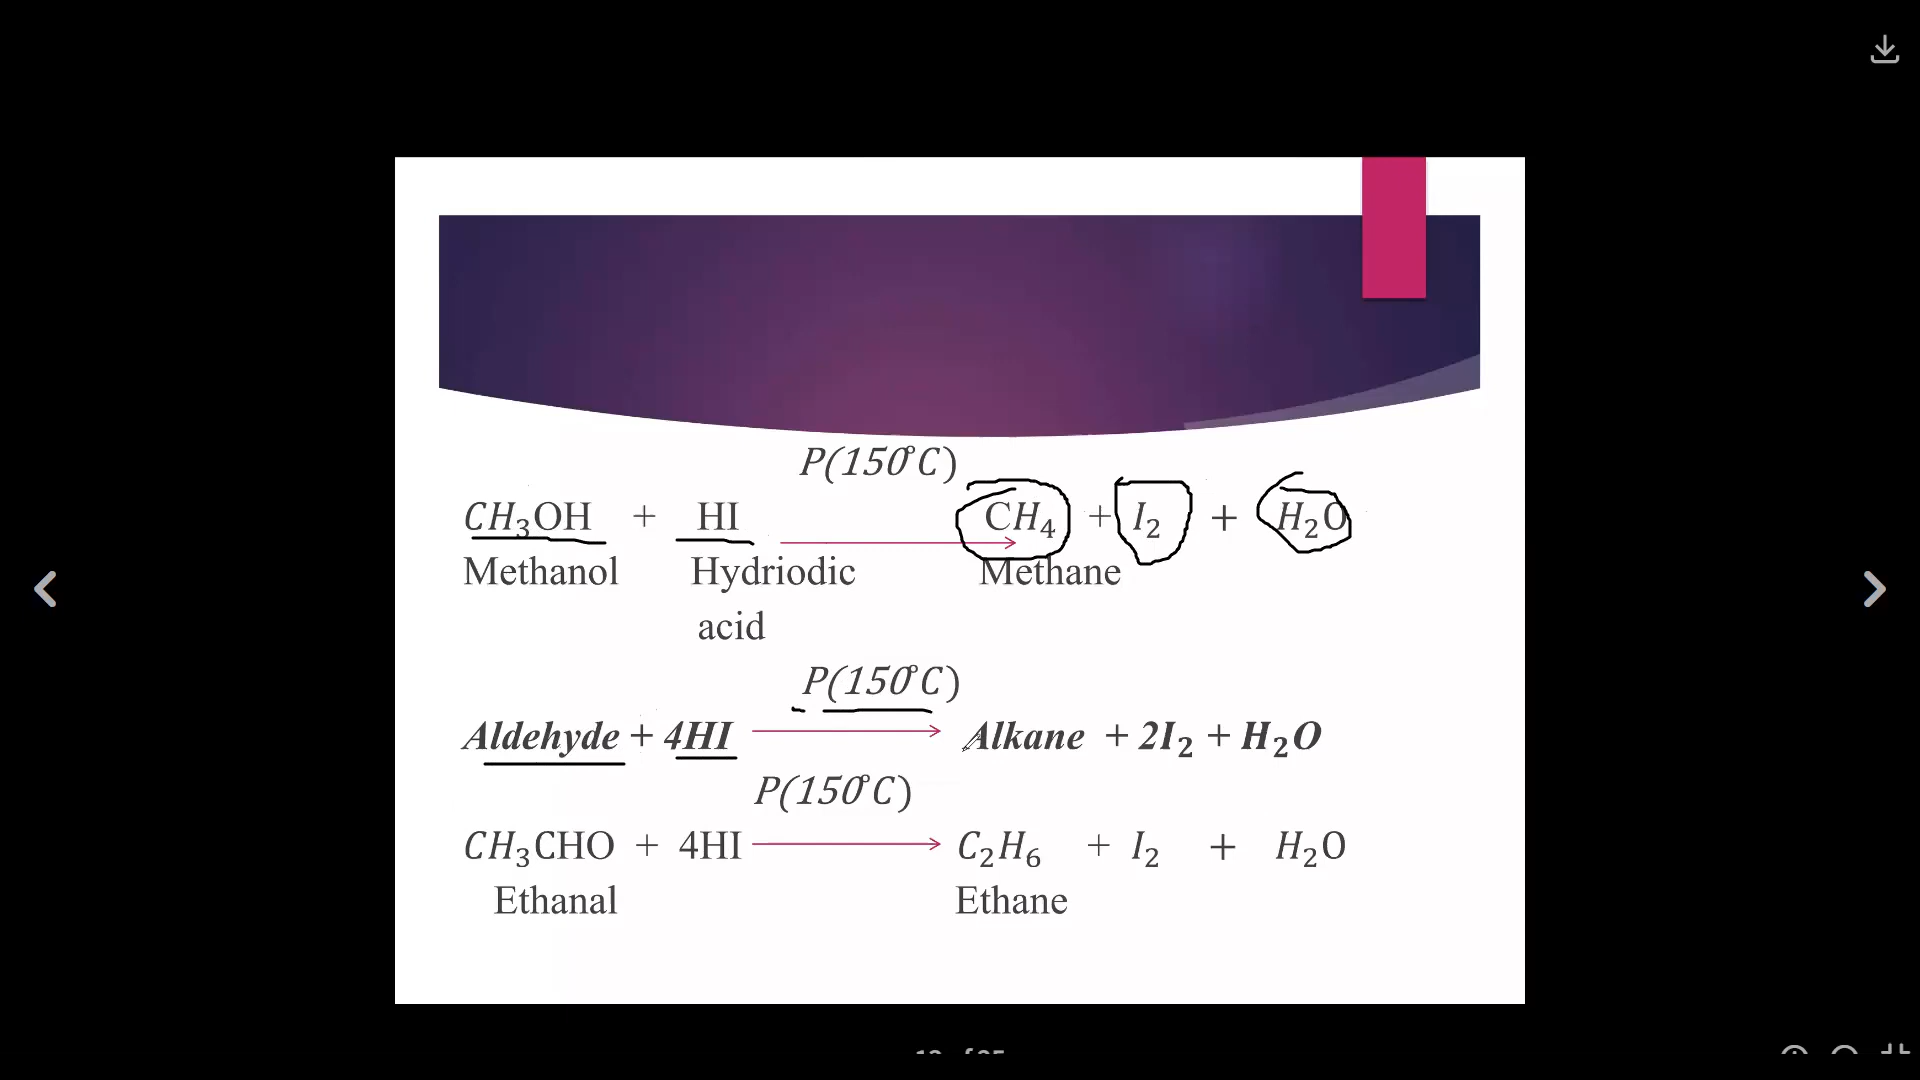 P(150°C)
CH₃OH + HI CH₄ + I₂ + H₂O
Methanol Hydriodic Methane
acid
P(150°C)
Aldehyde + 4HI Alkane + 2I₂ + H₂O
P(150°C)
CH₃CHO + 4HI C₂H₆ + I₂ + H₂O
Ethanal Ethane